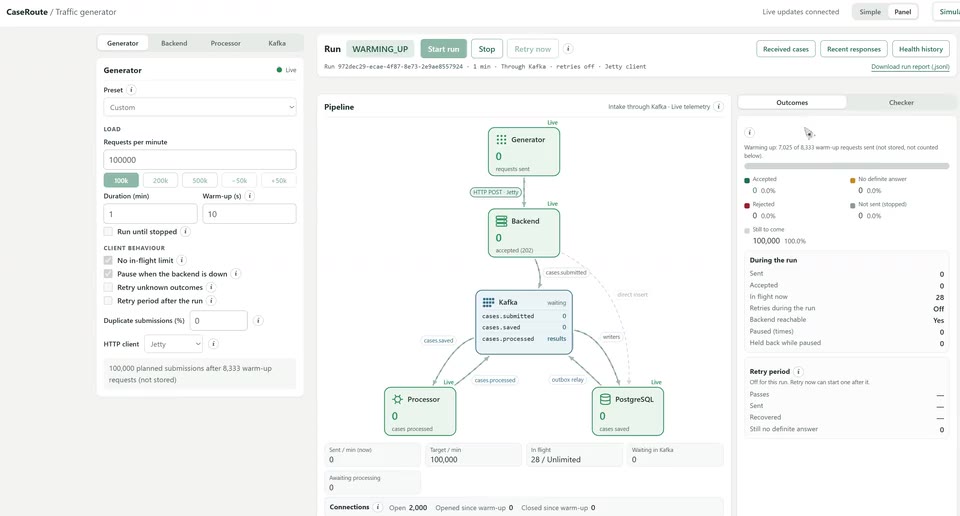 CaseRoute / Traffic generator
Live updates connected
Simple
Panel
Generator
Backend
Processor
Kafka
Generator
Live
Preset i
Custom
LOAD
Requests per minute
100000
100k
200k
500k
−50k
+50k
Duration (min)
Warm-up (s) i
1
10
Run until stopped i
CLIENT BEHAVIOUR
No in-flight limit i
Pause when the backend is down i
Retry unknown outcomes i
Retry period after the run i
Duplicate submissions (%)
0
i
HTTP client
Jetty
i
100,000 planned submissions after 8,333 warm-up
requests (not stored)
Run
WARMING_UP
Start run
Stop
Retry now
i
Received cases
Recent responses
Health history
Run 972dec29-ecae-4f87-8e73-2e9ae8557924 · 1 min · Through Kafka · retries off · Jetty client
Download run report (.jsonl)
Pipeline
Intake through Kafka · Live telemetry i
Live
Generator
0
requests sent
HTTP POST · Jetty
Live
Backend
0
accepted (202)
cases.submitted
direct insert
Kafka
waiting
cases.submitted 0
cases.saved 0
cases.processed results
cases.saved
writers
cases.processed
outbox relay
Live
Processor
0
cases processed
Live
PostgreSQL
0
cases saved
Sent / min (now)
0
Target / min
100,000
In flight
28 / Unlimited
Waiting in Kafka
0
Awaiting processing
0
Connections i Open 2,000 Opened since warm-up 0 Closed since warm-up 0
Outcomes
Checker
i
Warming up: 7,025 of 8,333 warm-up requests sent (not stored, not counted
below).
Accepted
0 0.0%
No definite answer
0 0.0%
Rejected
0 0.0%
Not sent (stopped)
0 0.0%
Still to come
100,000 100.0%
During the run
Sent 0
Accepted 0
In flight now 28
Retries during the run Off
Backend reachable Yes
Paused (times) 0
Held back while paused 0
Retry period i
Off for this run. Retry now can start one after it.
Passes —
Sent —
Recovered —
Still no definite answer 0